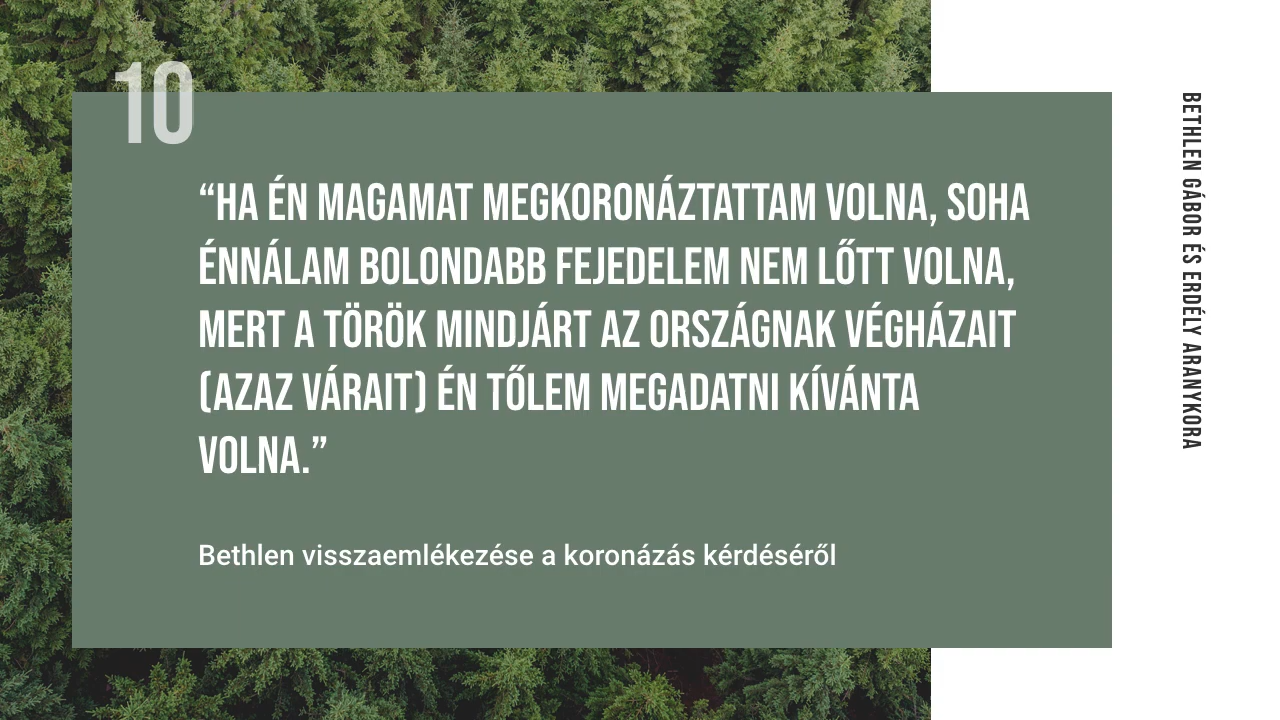 10
“HA ÉN MAGAMAT MEGKORONÁZTATTAM VOLNA, SOHA
ÉNNÁLAM BOLONDABB FEJEDELEM NEM LŐTT VOLNA,
MERT A TÖRÖK MINDJÁRT AZ ORSZÁGNAK VÉGHÁZAIT
(AZAZ VÁRAIT) ÉN TŐLEM MEGADATNI KÍVÁNTA
VOLNA.”
Bethlen visszaemlékezése a koronázás kérdéséről
BETHLEN GÁBOR ÉS ERDÉLY ARANYKORA